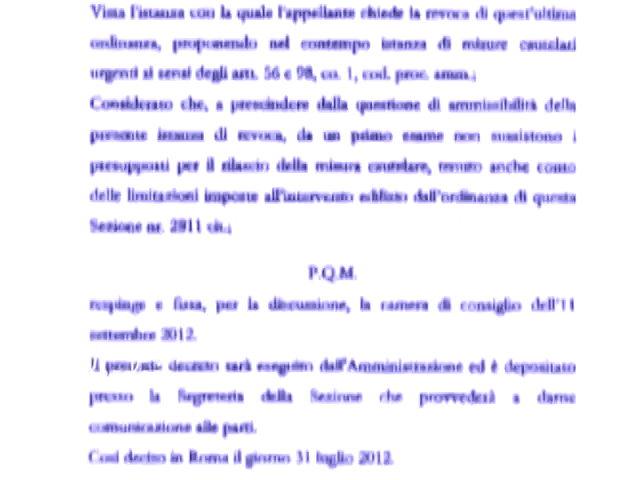 Vista l'istanza con la quale l'appellante chiede la revoca di quest'ultima
ordinanza, proponendo nel contempo istanza di misure cautelari
urgenti ai sensi degli artt. 56 e 98, co. 1, cod. proc. amm.;
Considerato che, a prescindere dalla questione di ammissibilità della
presente istanza di revoca, da un primo esame non sussistono i
presupposti per il rilascio della misura cautelare, tenuto anche conto
delle limitazioni imposte all'intervento edilizio dall'ordinanza di questa
Sezione nr. 2911 cit.;
P.Q.M.
respinge e fissa, per la discussione, la camera di consiglio dell'11
settembre 2012.
Il presente decreto sarà eseguito dall'Amministrazione ed è depositato
presso la Segreteria della Sezione che provvederà a darne
comunicazione alle parti.
Così deciso in Roma il giorno 31 luglio 2012.